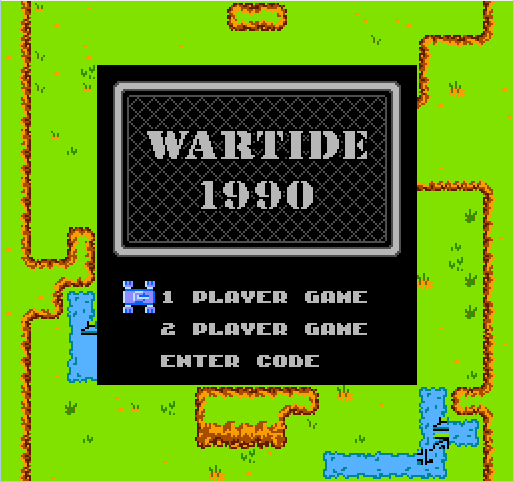 WARTIDE
1990
1 PLAYER GAME
2 PLAYER GAME
ENTER CODE